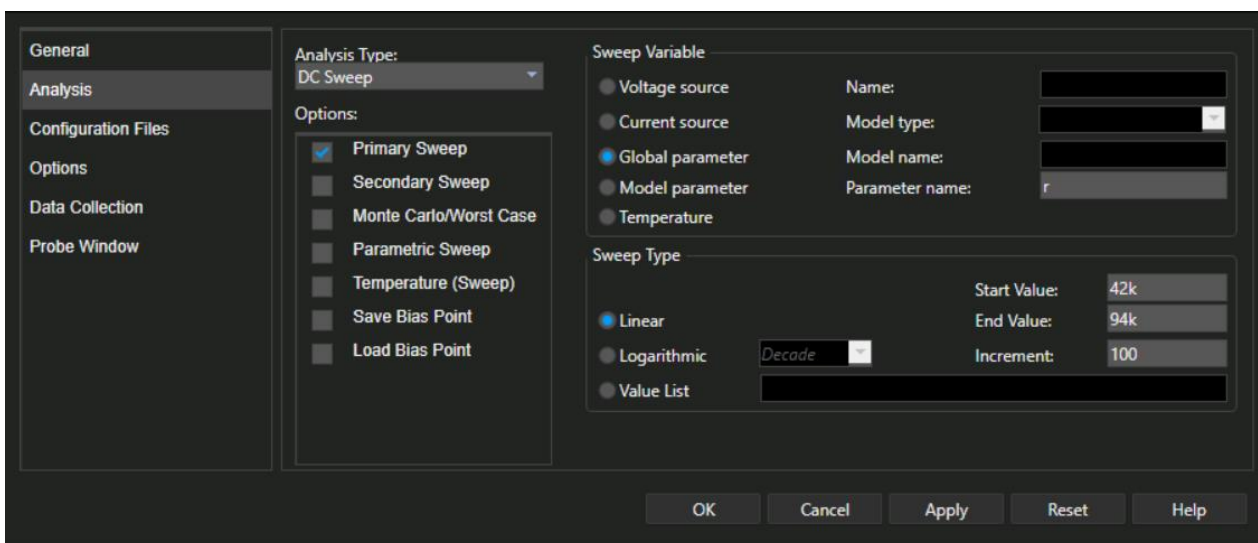 General
Analysis
Configuration Files
Options
Data Collection
Probe Window
Analysis Type:
DC Sweep
Options:
Primary Sweep
Secondary Sweep
Monte Carlo/Worst Case
Parametric Sweep
Temperature (Sweep)
Save Bias Point
Load Bias Point
Sweep Variable
Voltage source Name:
Current source Model type:
Global parameter Model name:
Model parameter Parameter name: r
Temperature
Sweep Type
Start Value: 42k
Linear End Value: 94k
Logarithmic Decade Increment: 100
Value List
OK Cancel Apply Reset Help